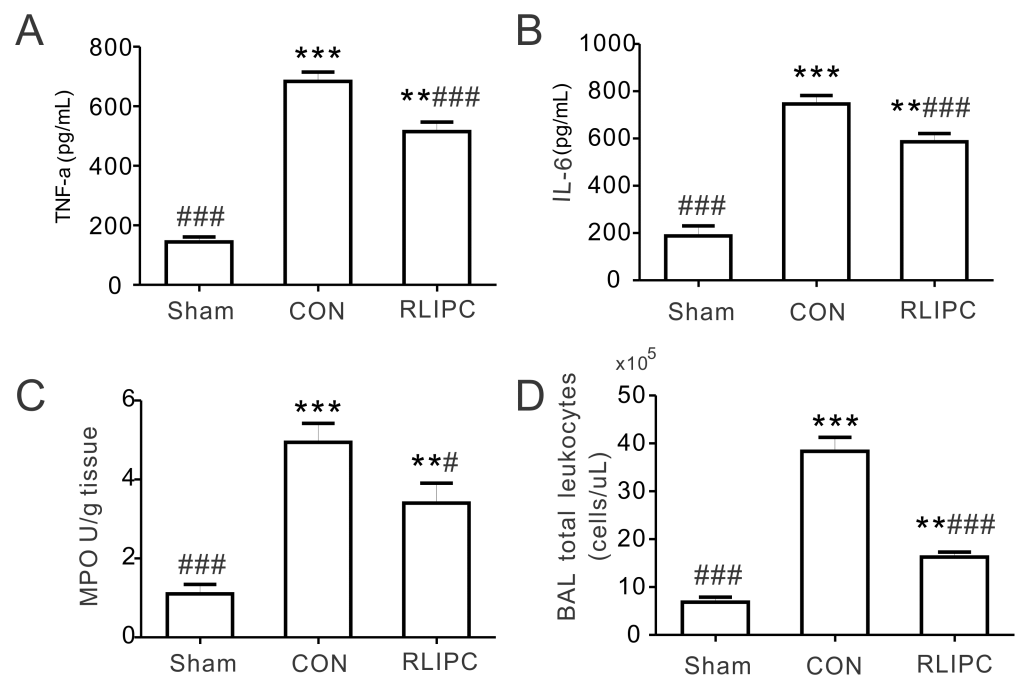 A
TNF-a (pg/mL)
800
600
400
200
0
###
***
**###
Sham
CON
RLIPC
B
IL-6(pg/mL)
1000
800
600
400
200
0
###
***
**###
Sham
CON
RLIPC
C
MPO U/g tissue
6
4
2
0
###
***
**#
Sham
CON
RLIPC
D
BAL total leukocytes
(cells/uL)
x10⁵
50
40
30
20
10
0
###
***
**###
Sham
CON
RLIPC